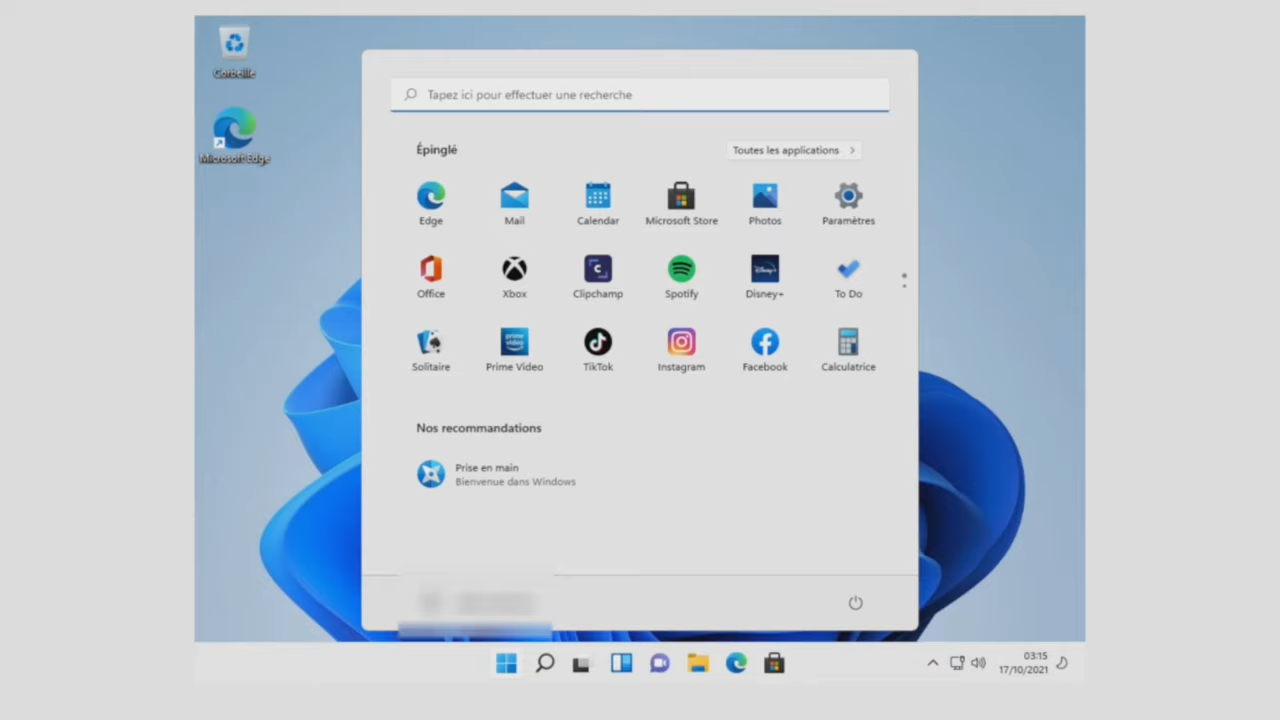 Corbeille
Microsoft Edge
Tapez ici pour effectuer une recherche
Épinglé
Toutes les applications
Edge
Mail
Calendar
Microsoft Store
Photos
Paramètres
Office
Xbox
Clipchamp
Spotify
Disney+
To Do
Solitaire
prime video
Prime Video
TikTok
Instagram
Facebook
Calculatrice
Nos recommandations
Prise en main
Bienvenue dans Windows
03:15
17/10/2021